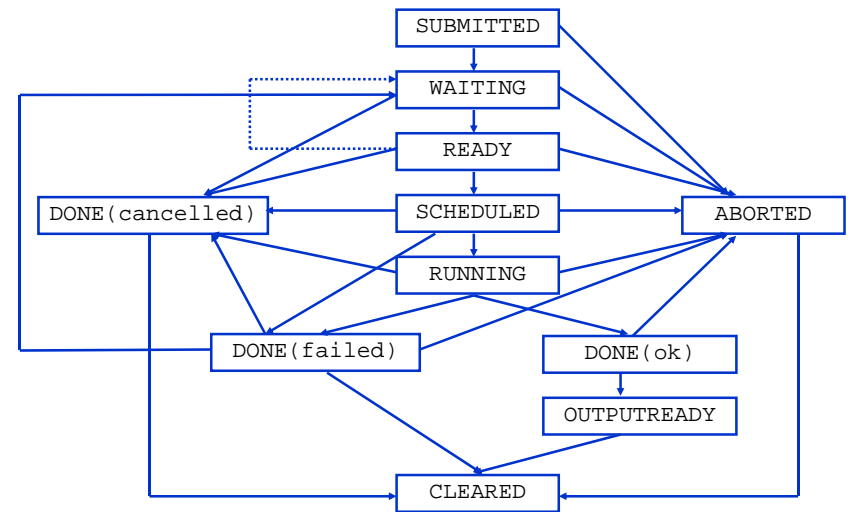 SUBMITTED
WAITING
READY
DONE(cancelled)
SCHEDULED
ABORTED
RUNNING
DONE(failed)
DONE(ok)
OUTPUTREADY
CLEARED